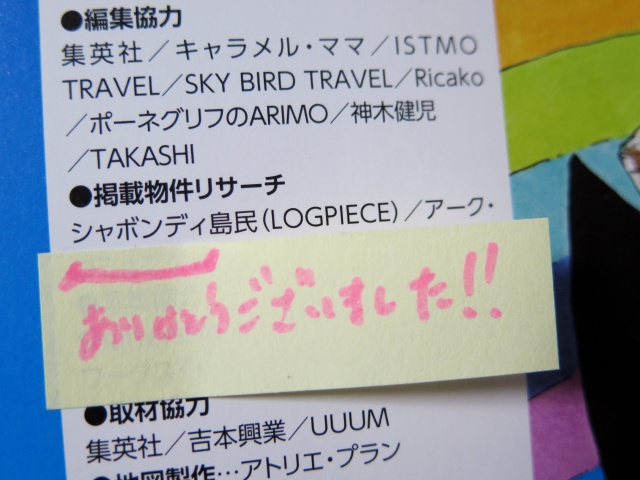 ●編集協力
集英社/キャラメル・ママ/ISTMO
TRAVEL/SKY BIRD TRAVEL/Ricako
/ポーネグリフのARIMO/神木健児
/TAKASHI
●掲載物件リサーチ
シャボンディ島民(LOGPIECE)/アーク・
ありがとうございました!!
●取材協力
集英社/吉本興業/UUUM
●地図製作…アトリエ・プラン